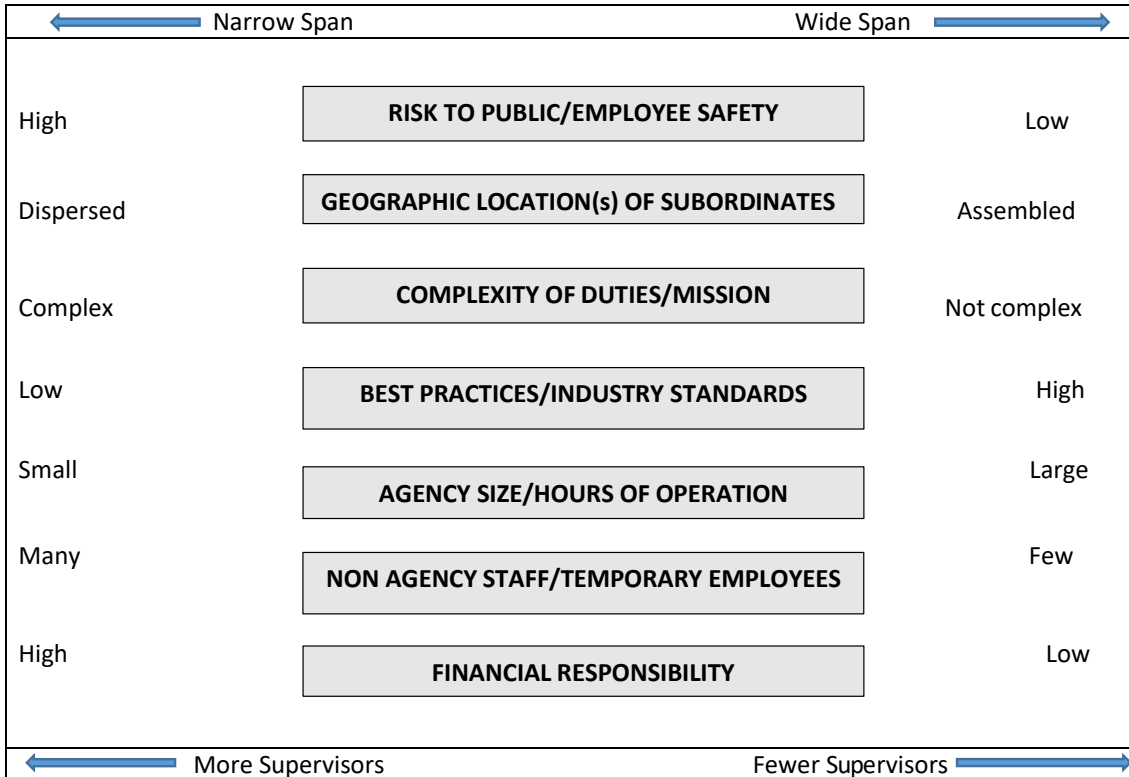 Narrow Span Wide Span
High RISK TO PUBLIC/EMPLOYEE SAFETY Low
Dispersed GEOGRAPHIC LOCATION(s) OF SUBORDINATES Assembled
Complex COMPLEXITY OF DUTIES/MISSION Not complex
Low BEST PRACTICES/INDUSTRY STANDARDS High
Small AGENCY SIZE/HOURS OF OPERATION Large
Many NON AGENCY STAFF/TEMPORARY EMPLOYEES Few
High FINANCIAL RESPONSIBILITY Low
More Supervisors Fewer Supervisors